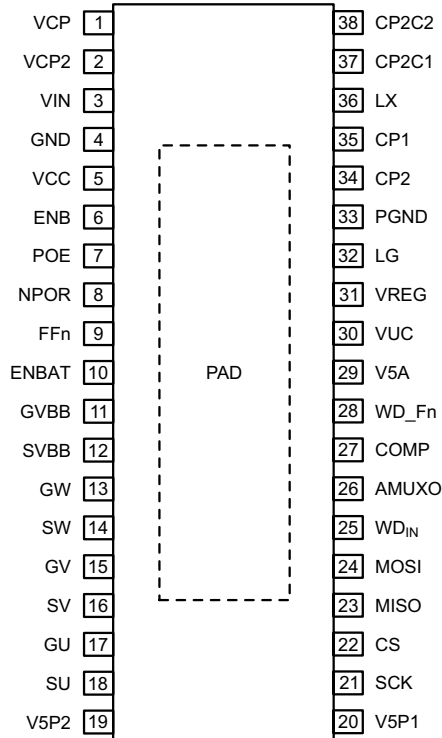 VCP 1 38 CP2C2
VCP2 2 37 CP2C1
VIN 3 36 LX
GND 4 35 CP1
VCC 5 34 CP2
ENB 6 33 PGND
POE 7 32 LG
NPOR 8 31 VREG
FFn 9 30 VUC
ENBAT 10 PAD 29 V5A
GVBB 11 28 WD_Fn
SVBB 12 27 COMP
GW 13 26 AMUXO
SW 14 25 WDIN
GV 15 24 MOSI
SV 16 23 MISO
GU 17 22 CS
SU 18 21 SCK
V5P2 19 20 V5P1